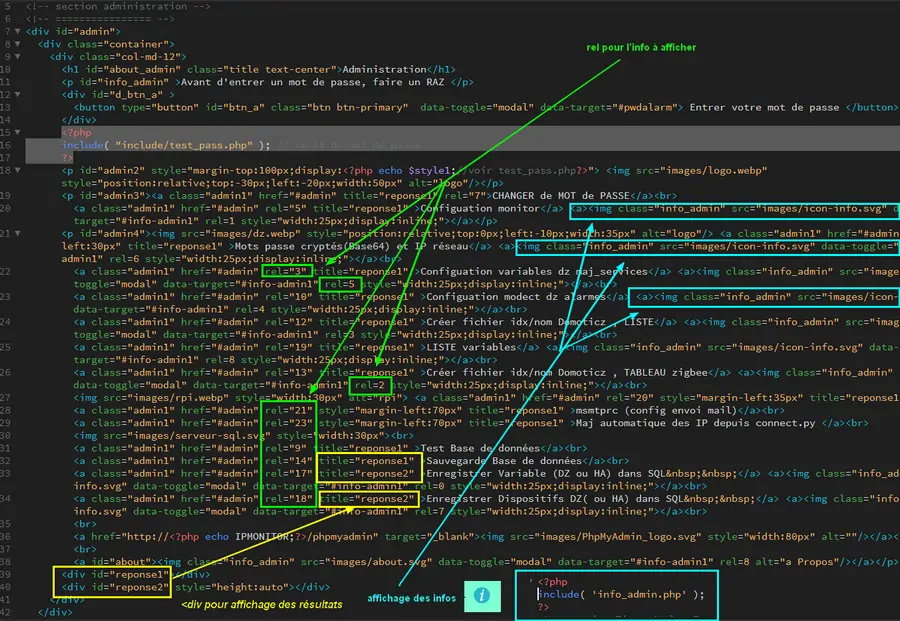 rel pour l'info à afficher
5 <!-- section administration -->
6 <!-- ================ -->
7 <div id="admin">
8 <div class="container">
9 <div class="col-md-12">
10 <h1 id="about_admin" class="title text-center">Administration</h1>
11 <p id="info_admin" >Avant d'entrer un mot de passe, faire un RAZ </p>
12 <div id="d_btn_a" >
13 <button type="button" id="btn_a" class="btn btn-primary" data-toggle="modal" data-target="#pwdalarm"> Entrer votre mot de passe </button>
14 </div>
15 <?php
16 include( "include/test_pass.php" );
17 ?>
18 <p id="admin2" style="margin-top:100px;display:<?php echo $style1;//voir test_pass.php?>"> <img src="images/logo.webp"
style="position:relative;top:-30px;left:-20px;width:50px" alt="logo"/></p>
19 <p id="admin3"><a class="admin1" href="#admin" title="reponse1" rel="7">CHANGER de MOT de PASSE</a><br>
20 <a class="admin1" href="#admin" rel="1" title="reponse1" >Configuation monitor</a> <a><img class="info_admin" src="images/icon-info.svg"
target="#info-admin1" rel=1 style="width:25px;display:inline;"></a></p>
21 <p id="admin4"><img src="images/dz.webp" style="position:relative;top:0px;left:-10px;width:35px" alt="logo"/> <a class="admin1" href="#admin"
left:30px" title="reponse1" >Mots passe cryptés(Base64) et IP réseau</a> <a><img class="info_admin" src="images/icon-info.svg" data-toggle="
admin1" rel=6 style="width:25px;display:inline;"></a><br>
22 <a class="admin1" href="#admin" rel="3" title="reponse1" >Configuation variables dz maj_services</a> <a><img class="info_admin" src="image
toggle="modal" data-target="#info-admin1" rel=5 style="width:25px;display:inline;"></a><br>
23 <a class="admin1" href="#admin" rel="10" title="reponse1" >Configuation modect dz alarmes</a> <a><img class="info_admin" src="images/icon-
data-target="#info-admin1" rel=4 style="width:25px;display:inline;"></a><br>
24 <a class="admin1" href="#admin" rel="12" title="reponse1" >Créer fichier idx/nom Domoticz , LISTE</a> <a><img class="info_admin" src="imag
toggle="modal" data-target="#info-admin1" rel=3 style="width:25px;display:inline;"></a><br>
25 <a class="admin1" href="#admin" rel="19" title="reponse1" >LISTE variables</a> <a><img class="info_admin" src="images/icon-info.svg" data-
target="#info-admin1" rel=8 style="width:25px;display:inline;"></a><br>
26 <a class="admin1" href="#admin" rel="13" title="reponse1" >Créer fichier idx/nom Domoticz , TABLEAU zigbee</a> <a><img class="info_admin"
data-toggle="modal" data-target="#info-admin1" rel=2 style="width:25px;display:inline;"></a><br>
27 <img src="images/rpi.webp" style="width:30px" alt="rpi"> <a class="admin1" href="#admin" rel="20" style="margin-left:35px" title="reponse1
28 <a class="admin1" href="#admin" rel="21" style="margin-left:70px" title="reponse1" >msmtprc (config envoi mail)</a><br>
29 <a class="admin1" href="#admin" rel="23" style="margin-left:70px" title="reponse1" >Maj automatique des IP depuis connect.py </a><br>
30 <img src="images/serveur-sql.svg" style="width:30px"><br>
31 <a class="admin1" href="#admin" rel="9" title="reponse1" >Test Base de données</a><br>
32 <a class="admin1" href="#admin" rel="14" title="reponse1" >Sauvegarde Base de données</a><br>
33 <a class="admin1" href="#admin" rel="17" title="reponse2" >Enregistrer Variable (DZ ou HA) dans SQL&nbsp;&nbsp;</a> <a><img class="info_ad
info.svg" data-toggle="modal" data-target="#info-admin1" rel=0 style="width:25px;display:inline;"></a><br>
34 <a class="admin1" href="#admin" rel="18" title="reponse2" >Enregistrer Dispositifs DZ( ou HA) dans SQL&nbsp;&nbsp;</a> <a><img class="info
info.svg" data-toggle="modal" data-target="#info-admin1" rel=7 style="width:25px;display:inline;"></a><br>
35 <br>
36 <a href="http://<?php echo IPMONITOR;?>/phpmyadmin" target="_blank"><img src="images/PhpMyAdmin_logo.svg" style="width:80px" alt=""/></a>
37 <br>
38 <a id="about"><img class="info_admin" src="images/about.svg" data-toggle="modal" data-target="#info-admin1" rel=8 alt="a Propos"/></a></p>
39 <div id="reponse1"></div>
40 <div id="reponse2" style="height:auto"></div>
41 </div>
42 </div>
<div pour affichage des résultats
affichage des infos
i
<?php
include( 'info_admin.php' );
?>